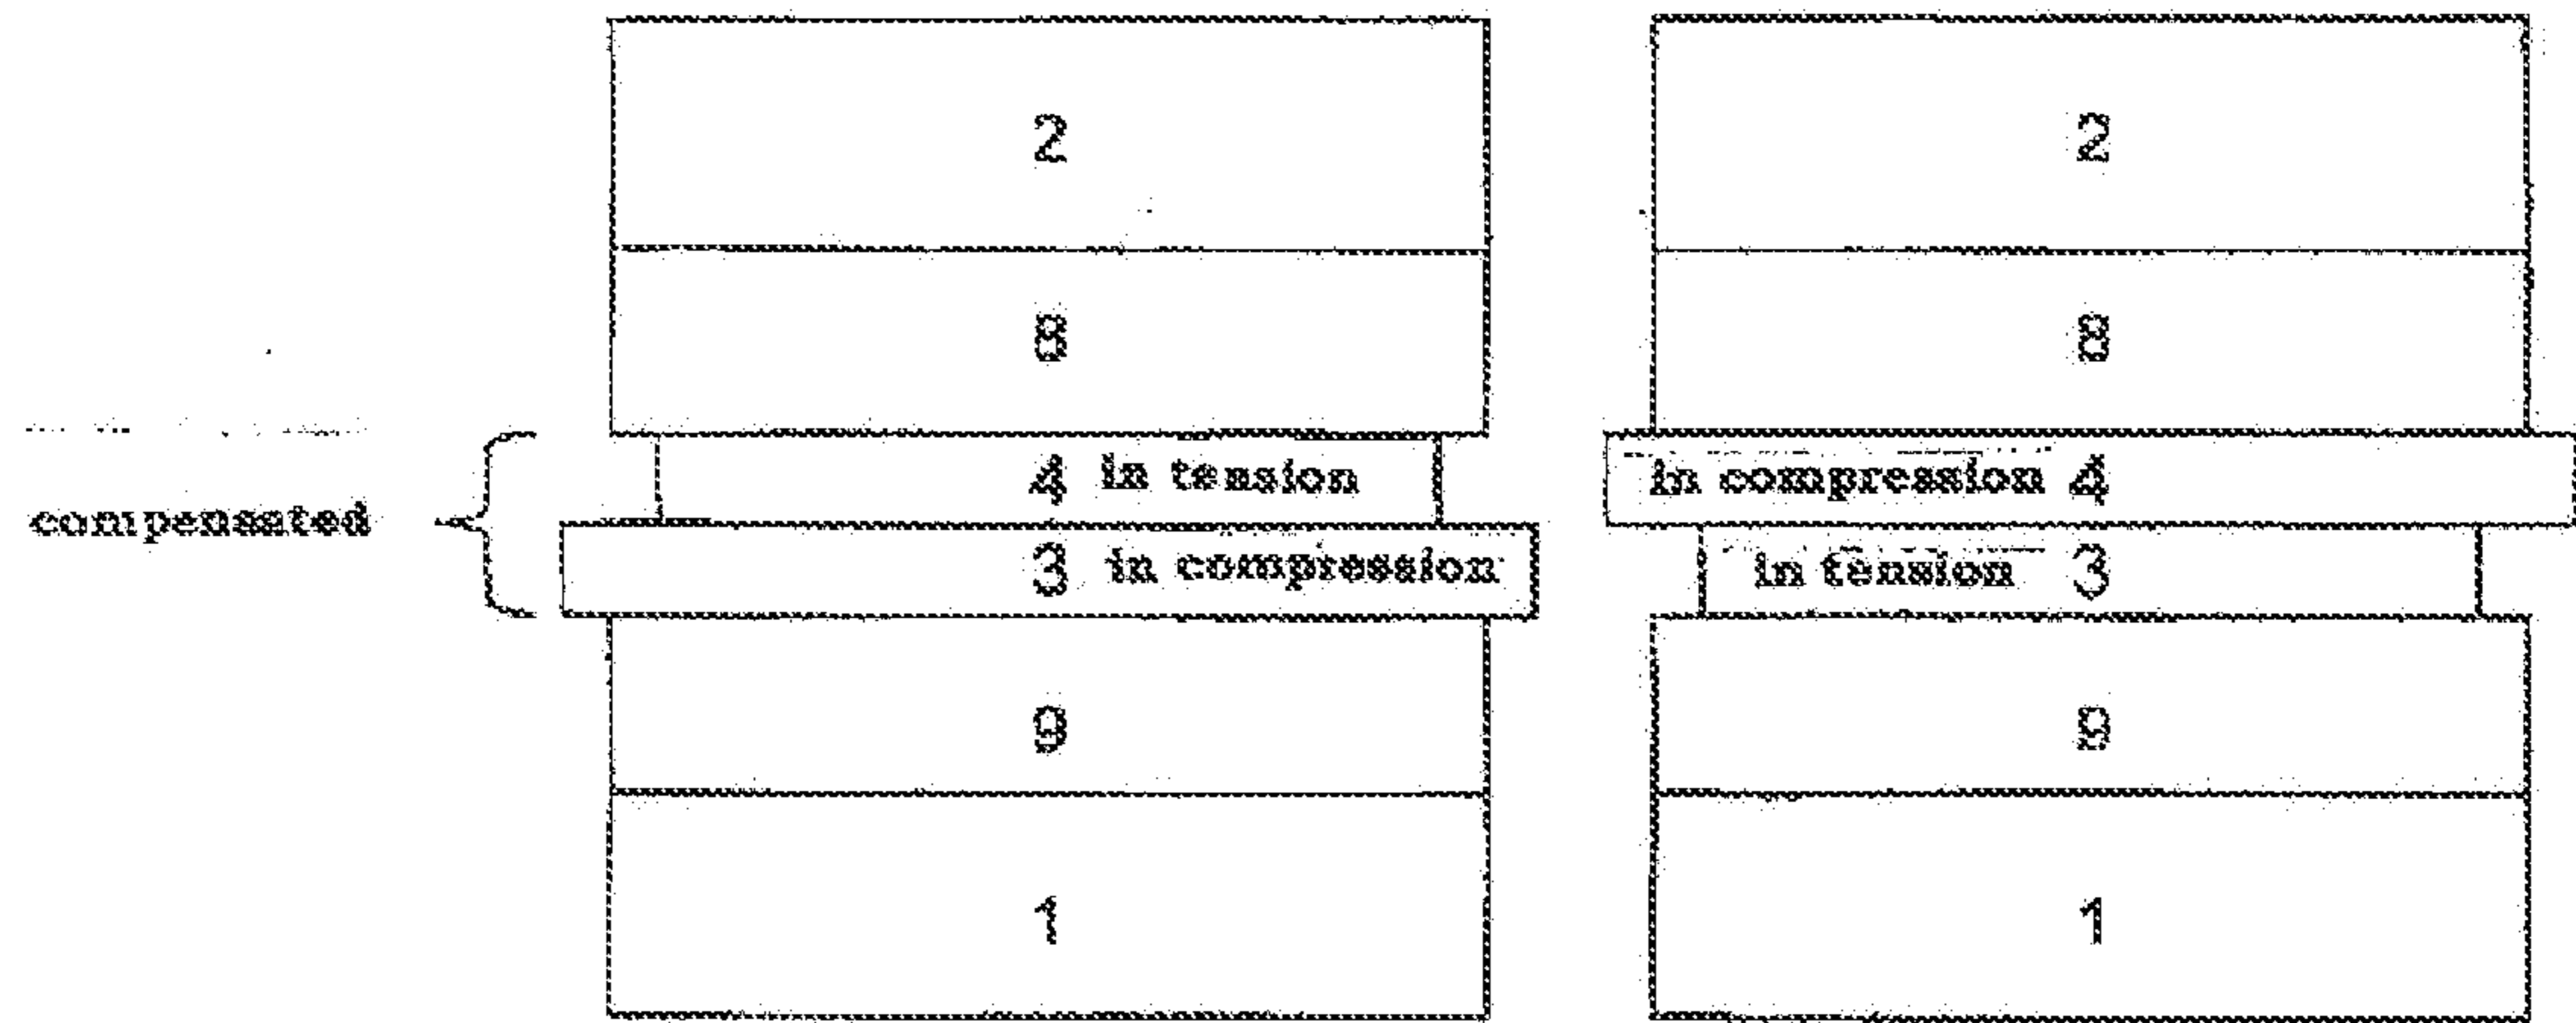 2 2
8 8
4 in tension in compression 4
compensated
3 in compression in tension 3
9 9
1 1